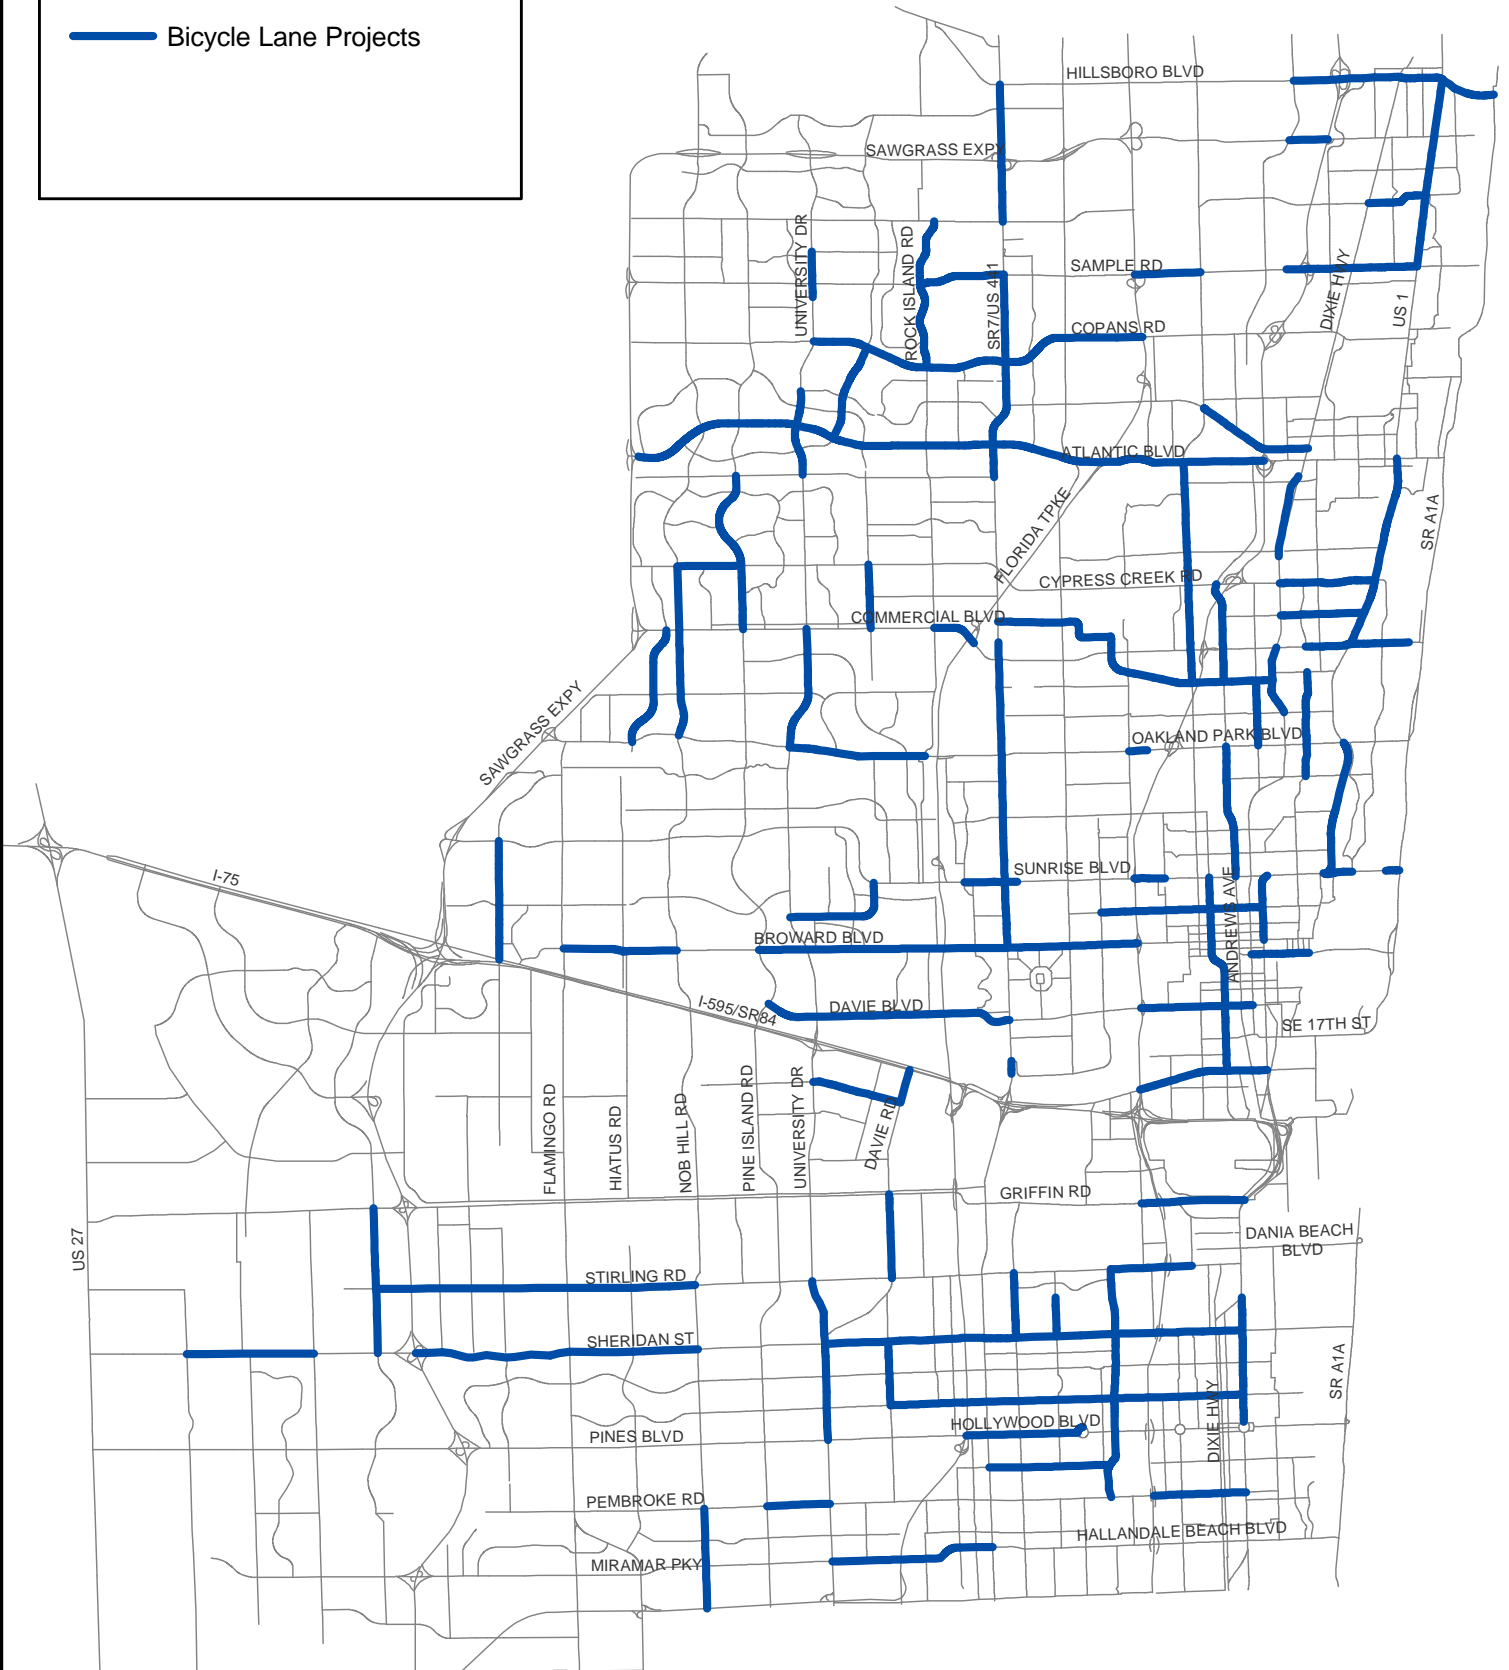 Bicycle Lane Projects
HILLSBORO BLVD
SAWGRASS EXPY
UNIVERSITY DR
ROCK ISLAND RD
SR7/US 441
SAMPLE RD
DIXIE HWY
US 1
COPANS RD
ATLANTIC BLVD
FLORIDA TPKE
SR A1A
CYPRESS CREEK RD
COMMERCIAL BLVD
SAWGRASS EXPY
OAKLAND PARK BLVD
I-75
SUNRISE BLVD
ANDREWS AVE
BROWARD BLVD
I-595/SR84
DAVIE BLVD
SE 17TH ST
FLAMINGO RD
HIATUS RD
NOB HILL RD
PINE ISLAND RD
UNIVERSITY DR
DAVIE RD
GRIFFIN RD
US 27
DANIA BEACH
BLVD
STIRLING RD
SHERIDAN ST
SR A1A
DIXIE HWY
HOLLYWOOD BLVD
PINES BLVD
PEMBROKE RD
HALLANDALE BEACH BLVD
MIRAMAR PKY